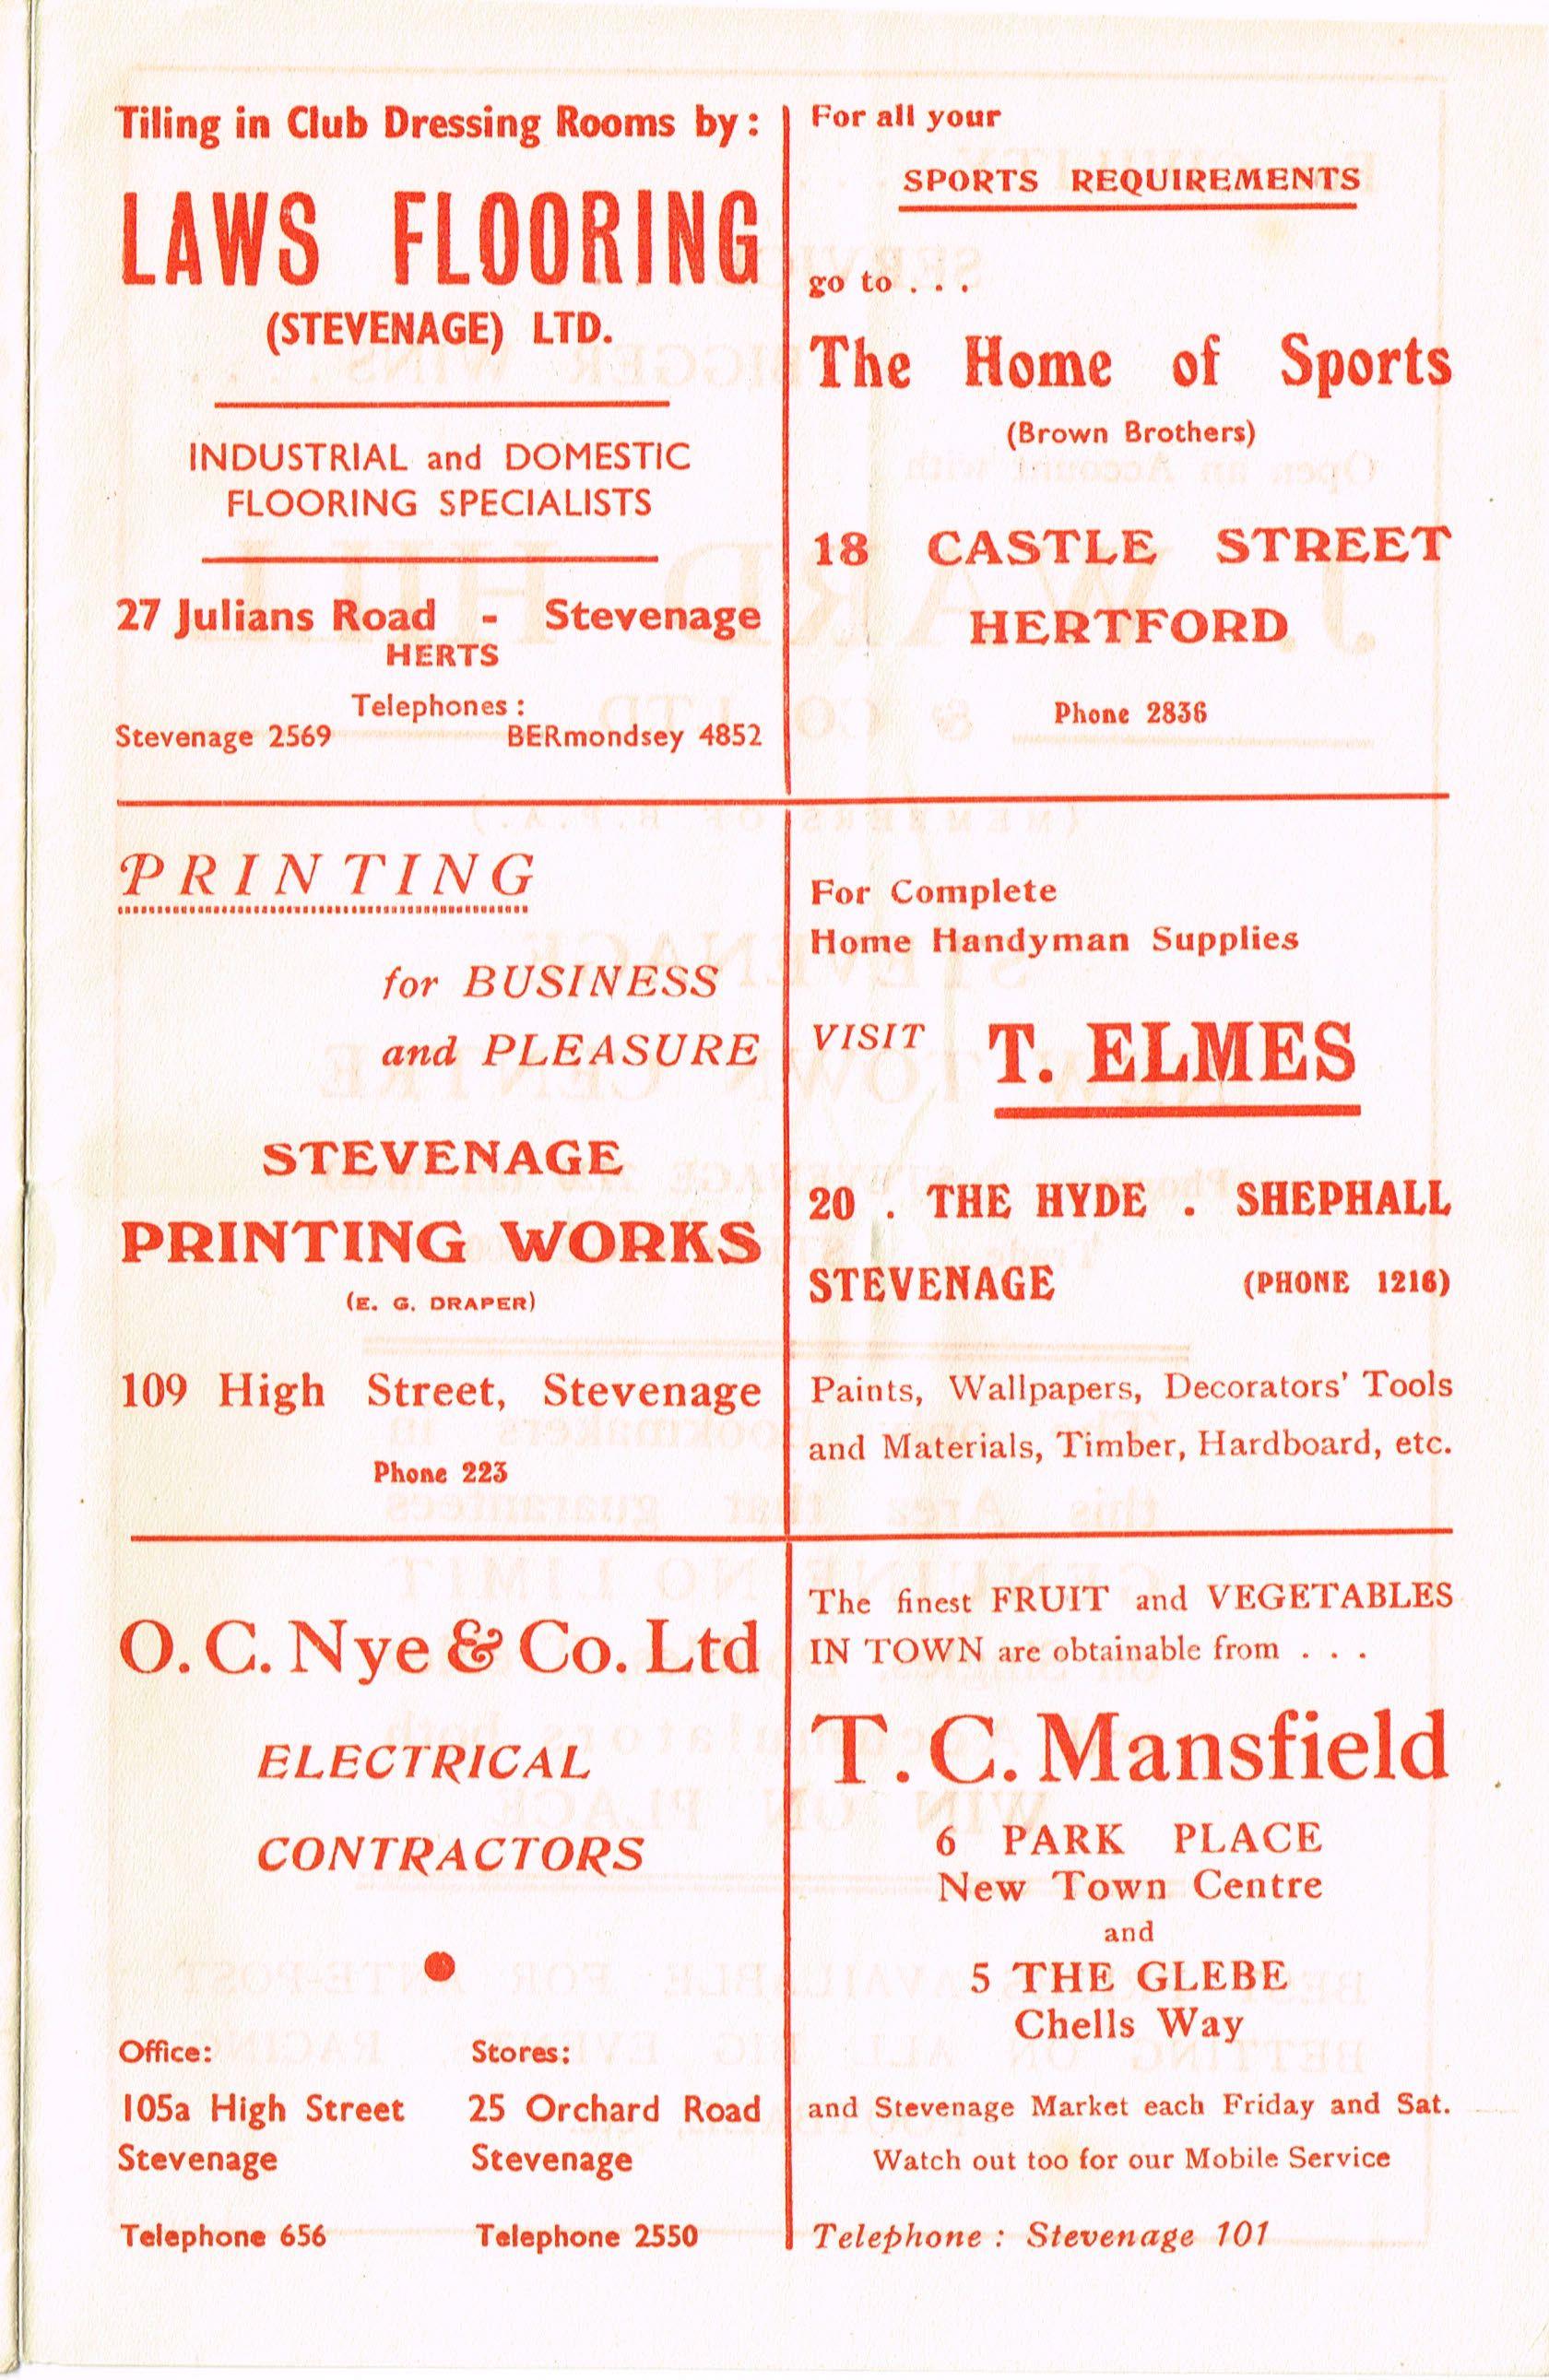 Tiling in Club Dressing Rooms by:
LAWS FLOORING
(STEVENAGE) LTD.
INDUSTRIAL and DOMESTIC
FLOORING SPECIALISTS
27 Julians Road - Stevenage
HERTS
Telephones:
Stevenage 2569 BERmondsey 4852
For all your
SPORTS REQUIREMENTS
go to . . .
The Home of Sports
(Brown Brothers)
18 CASTLE STREET
HERTFORD
Phone 2836
PRINTING
for BUSINESS
and PLEASURE
STEVENAGE
PRINTING WORKS
(E. G. DRAPER)
109 High Street, Stevenage
Phone 223
For Complete
Home Handyman Supplies
VISIT T. ELMES
20 . THE HYDE . SHEPHALL
STEVENAGE (PHONE 1216)
Paints, Wallpapers, Decorators' Tools
and Materials, Timber, Hardboard, etc.
O. C. Nye & Co. Ltd
ELECTRICAL
CONTRACTORS
Office: Stores:
105a High Street 25 Orchard Road
Stevenage Stevenage
Telephone 656 Telephone 2550
The finest FRUIT and VEGETABLES
IN TOWN are obtainable from . . .
T. C. Mansfield
6 PARK PLACE
New Town Centre
and
5 THE GLEBE
Chells Way
and Stevenage Market each Friday and Sat.
Watch out too for our Mobile Service
Telephone : Stevenage 101